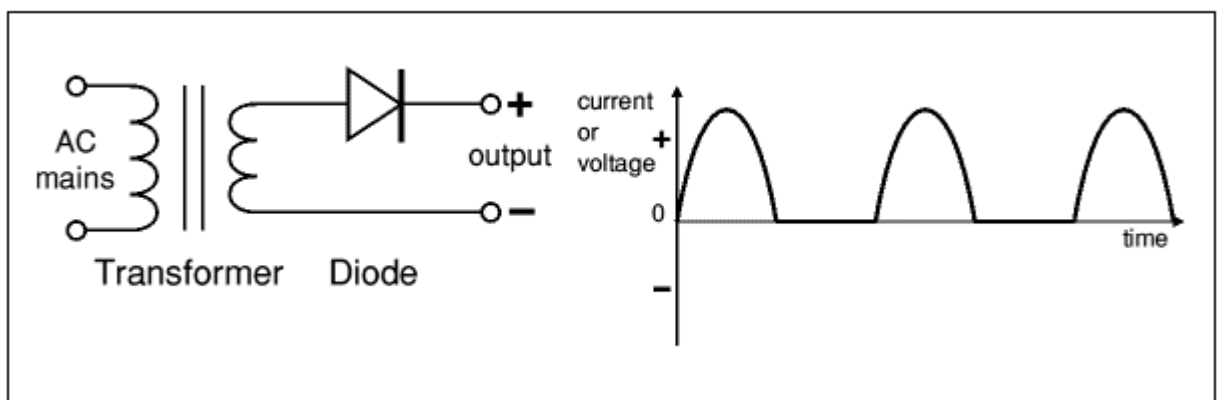 AC
mains
Transformer
Diode
+
output
−
current
or
+
voltage
0
time
−